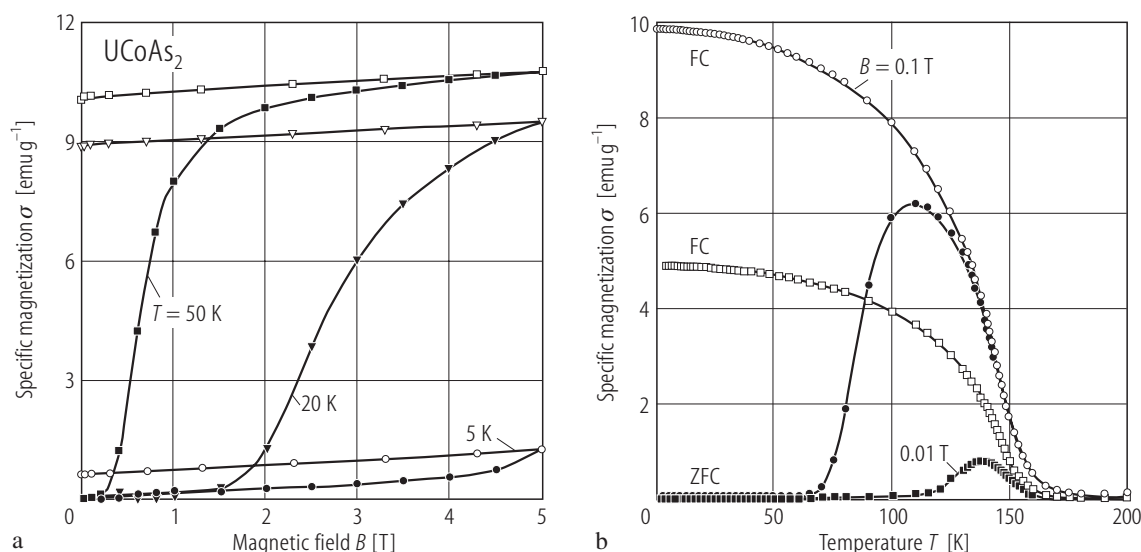 UCoAs₂
Specific magnetization σ [emu g⁻¹]
12
9
6
3
0
T = 50 K
20 K
5 K
0 1 2 3 4 5
Magnetic field B [T]
a
Specific magnetization σ [emu g⁻¹]
10
8
6
4
2
FC
B = 0.1 T
FC
0.01 T
ZFC
0 50 100 150 200
Temperature T [K]
b